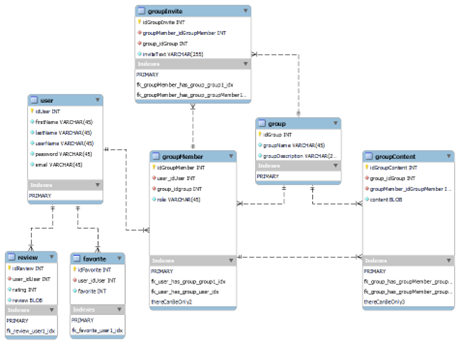 groupInvite
idGroupInvite INT
groupMember_idGroupMember INT
group_idGroup INT
inviteText VARCHAR(255)
Indexes
PRIMARY
fk_groupMember_has_group_group1_idx
fk_groupMember_has_group_groupMember1...
user
idUser INT
firstName VARCHAR(45)
lastName VARCHAR(45)
userName VARCHAR(45)
password VARCHAR(45)
email VARCHAR(45)
Indexes
PRIMARY
group
idGroup INT
groupName VARCHAR(45)
groupDescription VARCHAR(2...
Indexes
PRIMARY
groupMember
idGroupMember INT
user_idUser INT
group_idgroup INT
role VARCHAR(45)
Indexes
PRIMARY
fk_user_has_group_group1_idx
fk_user_has_group_user_idx
thereCanBeOnly2
groupContent
idGroupContent INT
group_idGroup INT
groupMember_idGroupMember 1...
content BLOB
Indexes
PRIMARY
fk_group_has_groupMember_group...
fk_group_has_groupMember_group...
thereCanBeOnly3
review
idReview INT
user_idUser INT
rating INT
review BLOB
Indexes
PRIMARY
fk_review_user1_idx
favorite
idFavorite INT
user_idUser INT
favorite INT
Indexes
PRIMARY
fk_favorite_user1_idx